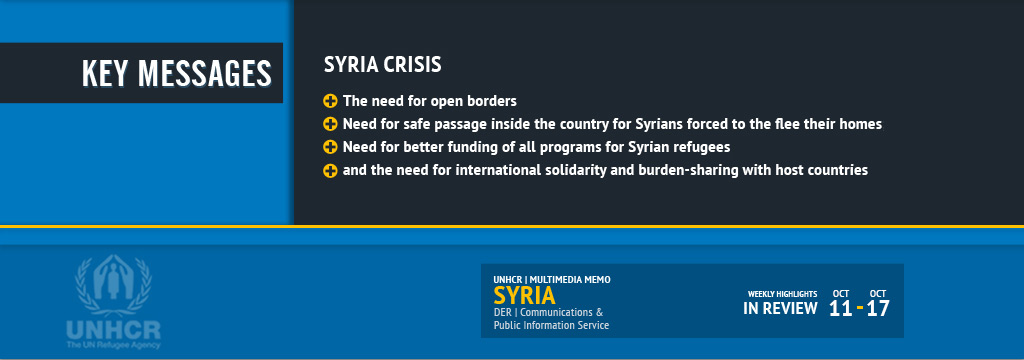 KEY MESSAGES
SYRIA CRISIS
The need for open borders
Need for safe passage inside the country for Syrians forced to the flee their homes
Need for better funding of all programs for Syrian refugees
and the need for international solidarity and burden-sharing with host countries
UNHCR
The UN Refugee Agency
UNHCR | MULTIMEDIA MEMO
SYRIA
DER | Communications &
Public Information Service
WEEKLY HIGHLIGHTS
IN REVIEW
OCT OCT
11 - 17